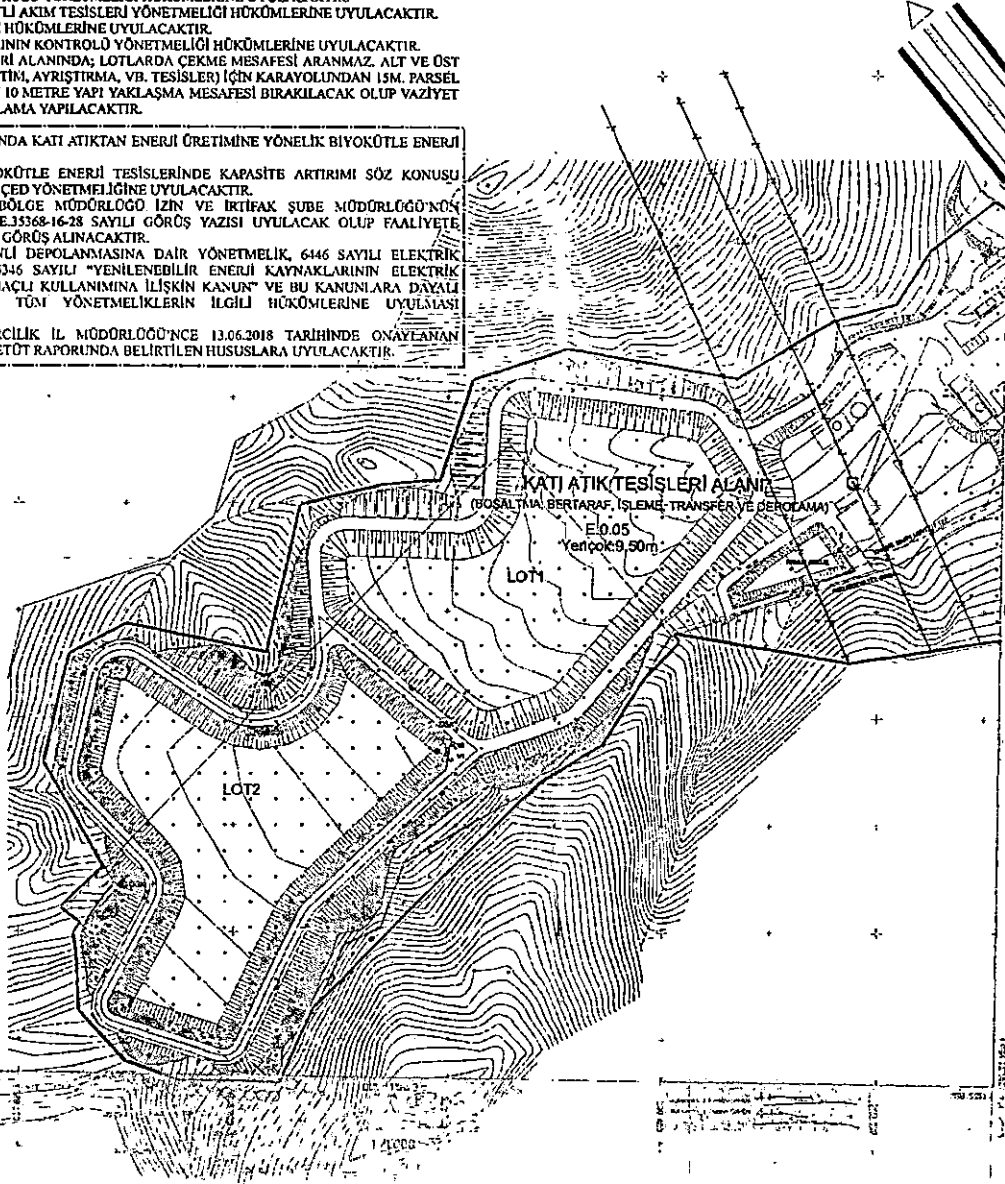 Lİ AKIM TESİSLERİ YÖNETMELİĞİ HÜKÜMLERİNE UYULACAKTIR.
HÜKÜMLERİNE UYULACAKTIR.
ININ KONTROLÜ YÖNETMELİĞİ HÜKÜMLERİNE UYULACAKTIR.
Rİ ALANINDA; LOTLARDA ÇEKME MESAFESİ ARANMAZ. ALT VE ÜST
TİM, AYRIŞTIRMA, VB. TESİSLER) İÇİN KARAYOLUNDAN 15M. PARSEL
10 METRE YAPI YAKLAŞMA MESAFESİ BIRAKILACAK OLUP VAZİYET
LAMA YAPILACAKTIR.
NDA KATI ATIKTAN ENERJİ ÜRETİMİNE YÖNELİK BİYOKÜTLE ENERJİ
OKÜTLE ENERJİ TESİSLERİNDE KAPASİTE ARTIRIMI SÖZ KONUSU
ÇED YÖNETMELİĞİNE UYULACAKTIR.
BÖLGE MÜDÜRLÜĞÜ İZİN VE İRTİFAK ŞUBE MÜDÜRLÜĞÜ'NÜN
E.35368-16-28 SAYILI GÖRÜŞ YAZISI UYULACAK OLUP FAALİYETE
GÖRÜŞ ALINACAKTIR.
NLİ DEPOLANMASINA DAİR YÖNETMELİK, 6446 SAYILI ELEKTRİK
5346 SAYILI "YENİLENEBİLİR ENERJİ KAYNAKLARININ ELEKTRİK
AÇLI KULLANIMINA İLİŞKİN KANUN" VE BU KANUNLARA DAYALI
TÜM YÖNETMELİKLERİN İLGİLİ HÜKÜMLERİNE UYULMASI
RCİLİK İL MÜDÜRLÜĞÜ'NCE 13.06.2018 TARİHİNDE ONAYLANAN
ETÜT RAPORUNDA BELİRTİLEN HUSUSLARA UYULACAKTIR.
KATI ATIK TESİSLERİ ALANI
(BOŞALTMA, BERTARAF, İŞLEME, TRANSFER VE DEPOLAMA)
E:0.05
Yençok:9.50m
LOT1
LOT2